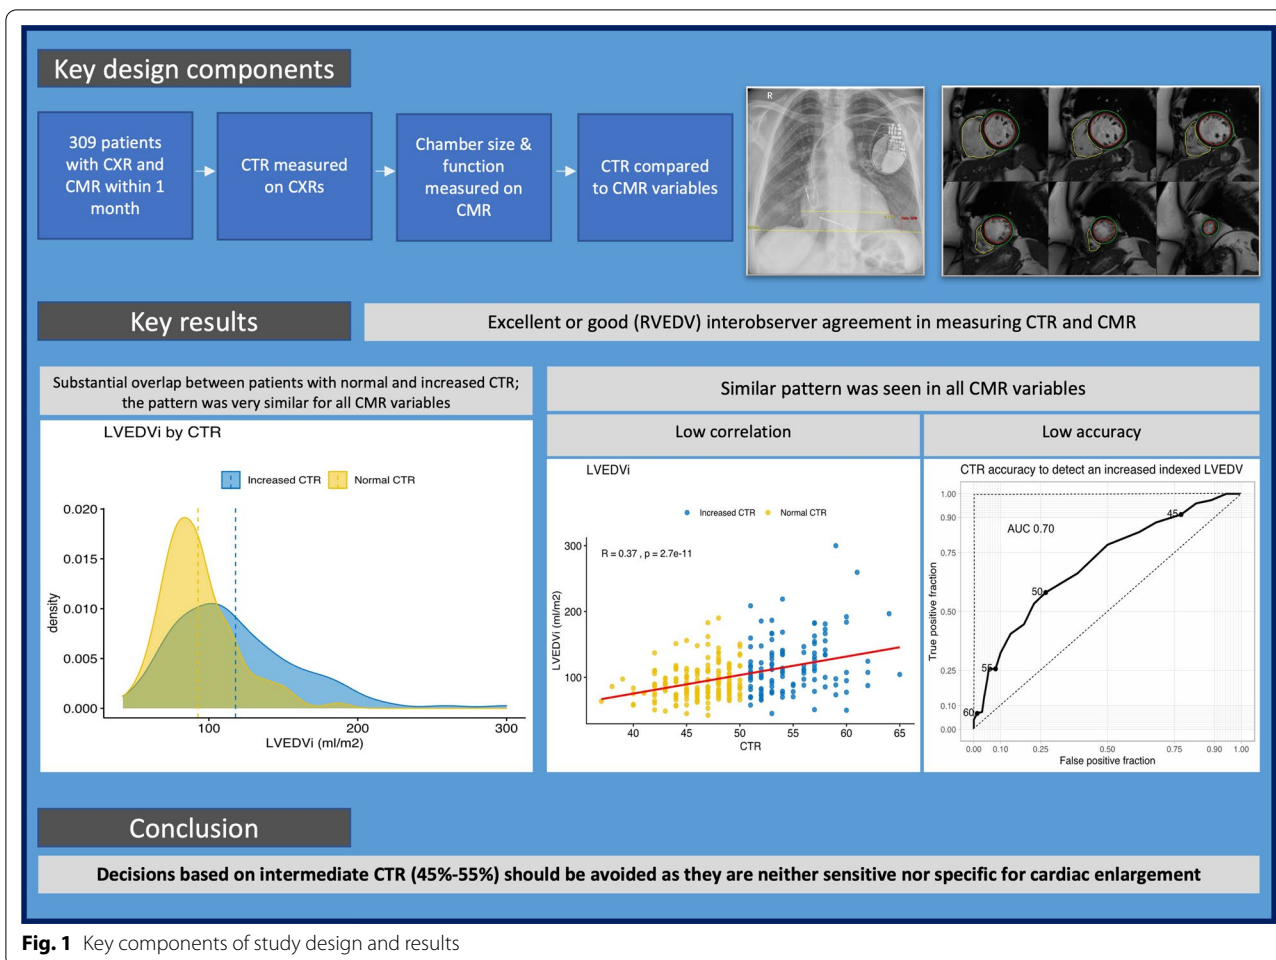 Key design components
309 patients
with CXR and
CMR within 1
month
CTR measured
on CXRs
Chamber size &
function
measured on
CMR
CTR compared
to CMR variables
R
Key results
Excellent or good (RVEDV) interobserver agreement in measuring CTR and CMR
Substantial overlap between patients with normal and increased CTR;
the pattern was very similar for all CMR variables
LVEDVi by CTR
Increased CTR
Normal CTR
0.020
0.015
0.010
0.005
0.000
density
100
200
300
LVEDVi (ml/m2)
Similar pattern was seen in all CMR variables
Low correlation
LVEDVi
Increased CTR
Normal CTR
R = 0.37 , p = 2.7e-11
300
200
100
LVEDVi (ml/m2)
40
45
50
55
60
65
CTR
Low accuracy
CTR accuracy to detect an increased indexed LVEDV
1.00
0.90
0.75
0.50
0.25
0.10
0.00
True positive fraction
AUC 0.70
45
50
55
60
0.00
0.10
0.25
0.50
0.75
0.90
1.00
False positive fraction
Conclusion
Decisions based on intermediate CTR (45%-55%) should be avoided as they are neither sensitive nor specific for cardiac enlargement
Fig. 1 Key components of study design and results